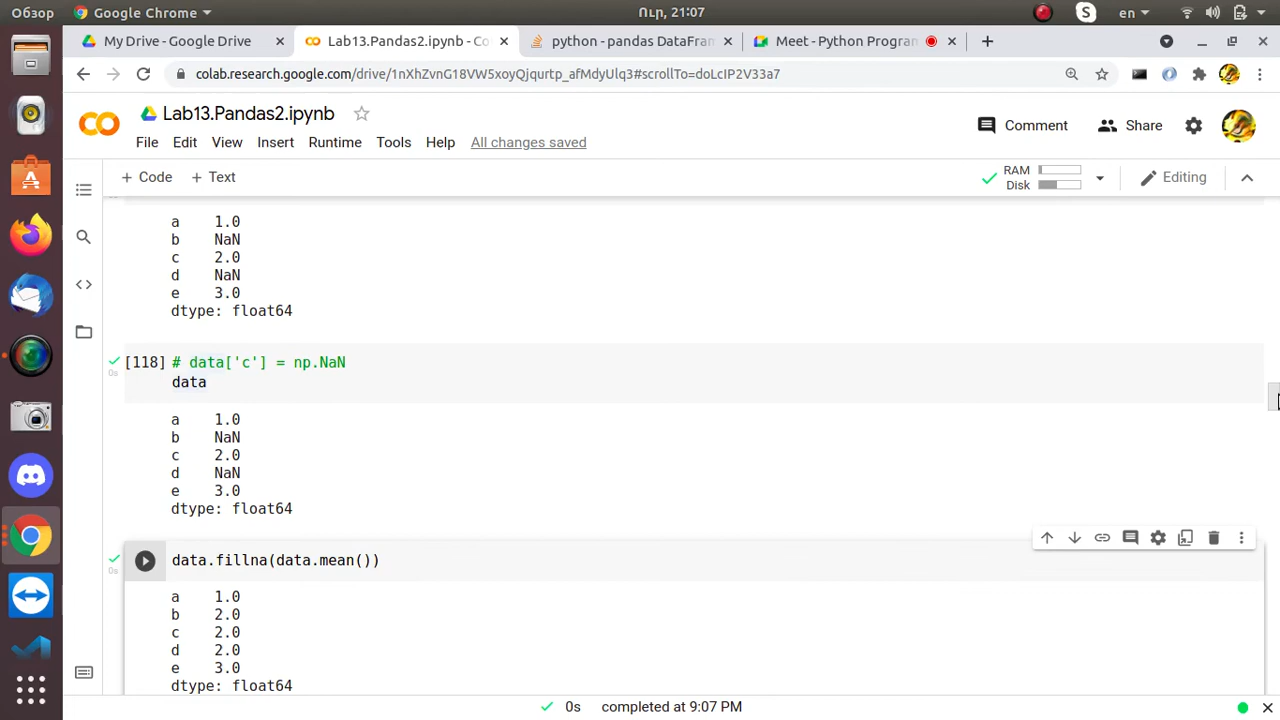 Обзор
Google Chrome
Ուր, 21:07
en
My Drive - Google Drive
Lab13.Pandas2.ipynb - Co
python - pandas DataFram
Meet - Python Program
colab.research.google.com/drive/1nXhZvnG18VW5xoyQjqurtp_afMdyUlq3#scrollTo=doLcIP2V33a7
Lab13.Pandas2.ipynb
File Edit View Insert Runtime Tools Help All changes saved
Comment
Share
+ Code + Text
RAM
Disk
Editing
a 1.0
b NaN
c 2.0
d NaN
e 3.0
dtype: float64
[118] # data['c'] = np.NaN
data
0s
a 1.0
b NaN
c 2.0
d NaN
e 3.0
dtype: float64
data.fillna(data.mean())
0s
a 1.0
b 2.0
c 2.0
d 2.0
e 3.0
dtype: float64
0s completed at 9:07 PM